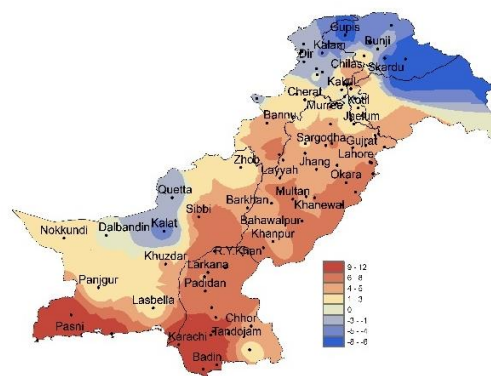 Gupis
Kalam
Bunji
Dir
Chilas
Skardu
Kakul
Cherat
Murree
Kotli
Jhelum
Bannu
Sargodha
Gujrat
Zhob
Lahore
Layyah
Jhang
Okara
Quetta
Multan
Barkhan
Khanewal
Sibbi
Bahawalpur
Kalat
Nokkundi
Dalbandin
Khanpur
R.Y.Khan
Khuzdar
Larkana
Panjgur
Padidan
Lasbella
Pasni
Chhor
Karachi
Tandojam
Badin
9 - 12
6 - 8
4 - 5
1 - 3
0
-3 - -1
-5 - -4